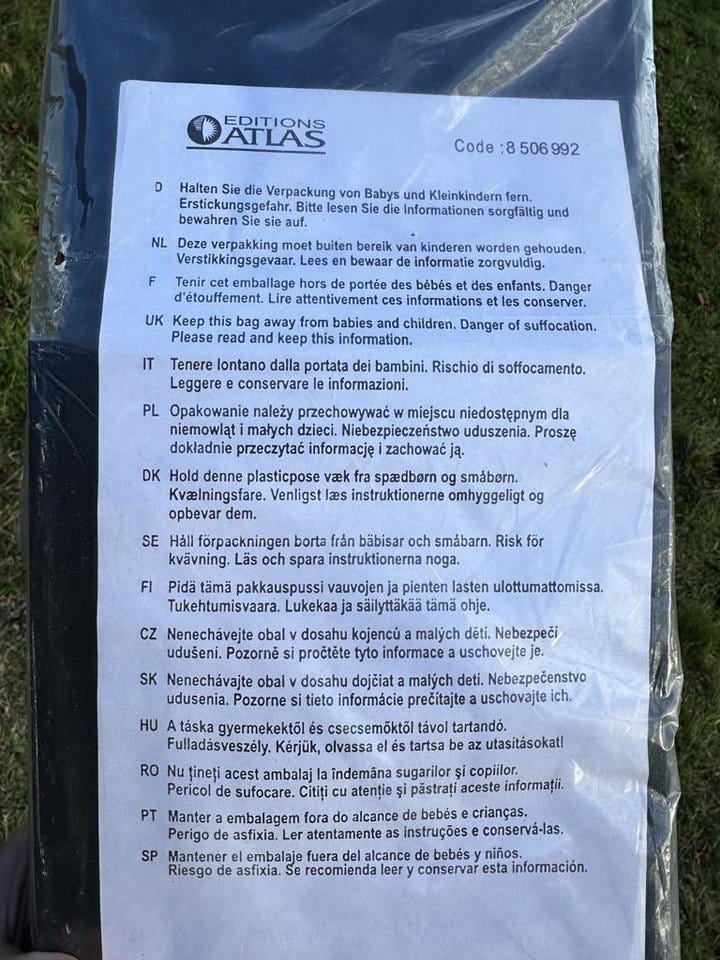 EDITIONS
ATLAS
Code :8 506 992
D Halten Sie die Verpackung von Babys und Kleinkindern fern.
Erstickungsgefahr. Bitte lesen Sie die Informationen sorgfältig und
bewahren Sie sie auf.
NL Deze verpakking moet buiten bereik van kinderen worden gehouden.
Verstikkingsgevaar. Lees en bewaar de informatie zorgvuldig.
F Tenir cet emballage hors de portée des bébés et des enfants. Danger
d'étouffement. Lire attentivement ces informations et les conserver.
UK Keep this bag away from babies and children. Danger of suffocation.
Please read and keep this information.
IT Tenere lontano dalla portata dei bambini. Rischio di soffocamento.
Leggere e conservare le informazioni.
PL Opakowanie należy przechowywać w miejscu niedostępnym dla
niemowląt i małych dzieci. Niebezpieczeństwo uduszenia. Proszę
dokładnie przeczytać informację i zachować ją.
DK Hold denne plasticpose væk fra spædbørn og småbørn.
Kvælningsfare. Venligst læs instruktionerne omhyggeligt og
opbevar dem.
SE Håll förpackningen borta från bäbisar och småbarn. Risk för
kvävning. Läs och spara instruktionerna noga.
FI Pidä tämä pakkauspussi vauvojen ja pienten lasten ulottumattomissa.
Tukehtumisvaara. Lukekaa ja säilyttäkää tämä ohje.
CZ Nenechávejte obal v dosahu kojenců a malých dětí. Nebezpečí
udušení. Pozorně si pročtěte tyto informace a uschovejte je.
SK Nenechávajte obal v dosahu dojčiat a malých detí. Nebezpečenstvo
udusenia. Pozorne si tieto informácie prečítajte a uschovajte ich.
HU A táska gyermekektől és csecsemőktől távol tartandó.
Fulladásveszély. Kérjük, olvassa el és tartsa be az utasításokat!
RO Nu țineți acest ambalaj la îndemâna sugarilor și copiilor.
Pericol de sufocare. Citiți cu atenție și păstrați aceste informații.
PT Manter a embalagem fora do alcance de bebés e crianças.
Perigo de asfixia. Ler atentamente as instruções e conservá-las.
SP Mantener el embalaje fuera del alcance de bebés y niños.
Riesgo de asfixia. Se recomienda leer y conservar esta información.